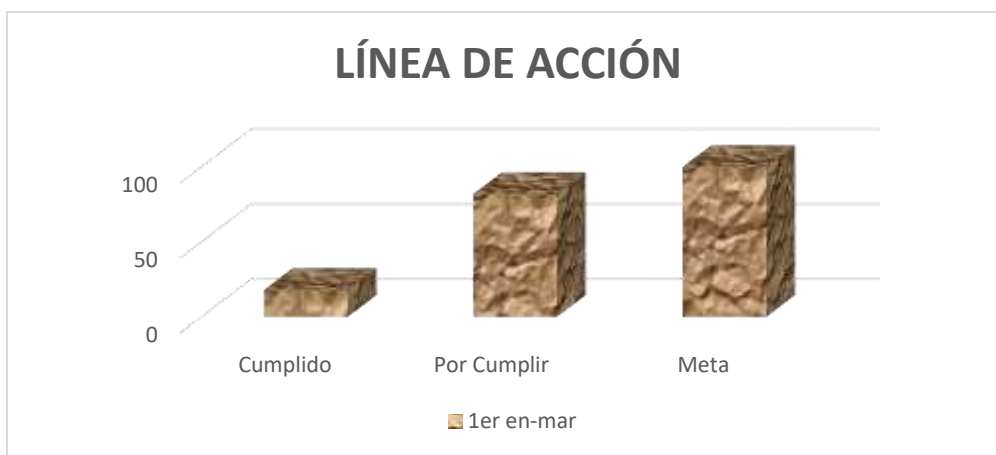 LÍNEA DE ACCIÓN
100
50
0
Cumplido Por Cumplir Meta
1er en-mar